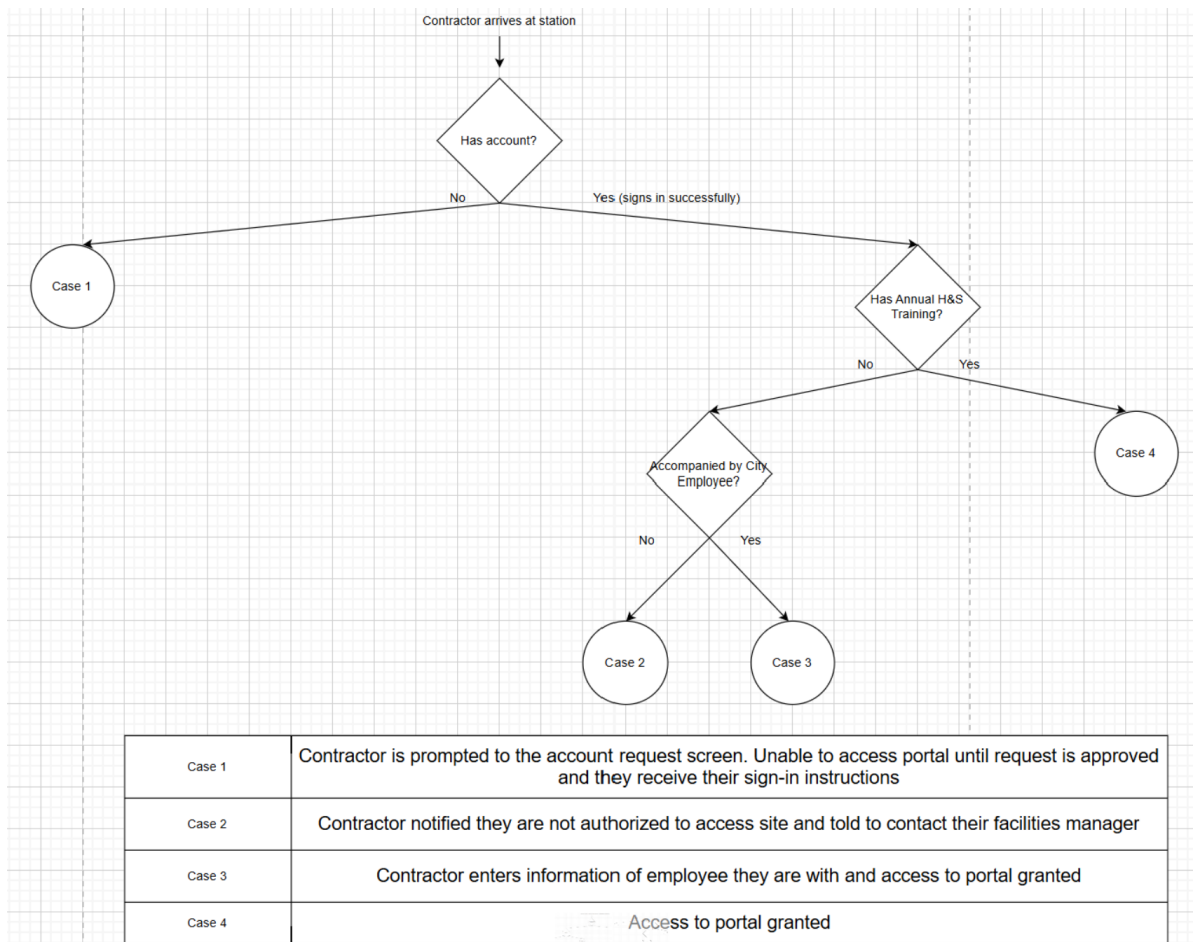 Contractor arrives at station
Has account?
No
Yes (signs in successfully)
Case 1
Has Annual H&S
Training?
No
Yes
Accompanied by City
Employee?
Case 4
No
Yes
Case 2
Case 3
Case 1
Contractor is prompted to the account request screen. Unable to access portal until request is approved
and they receive their sign-in instructions
Case 2
Contractor notified they are not authorized to access site and told to contact their facilities manager
Case 3
Contractor enters information of employee they are with and access to portal granted
Case 4
Access to portal granted